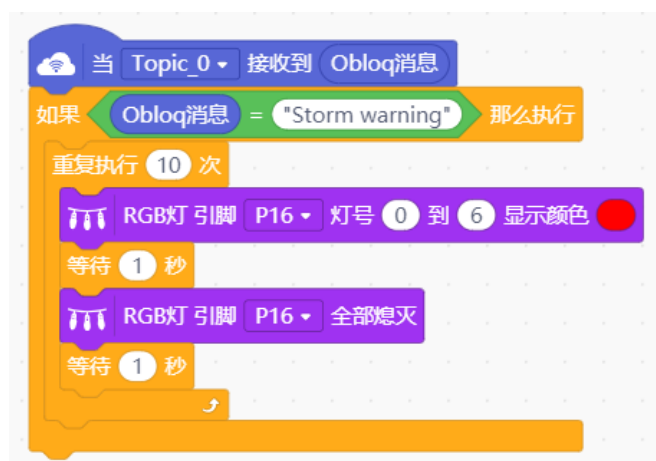 当 Topic_0 接收到 Obloq消息
如果 Obloq消息 = "Storm warning" 那么执行
重复执行 10 次
RGB灯 引脚 P16 灯号 0 到 6 显示颜色
等待 1 秒
RGB灯 引脚 P16 全部熄灭
等待 1 秒